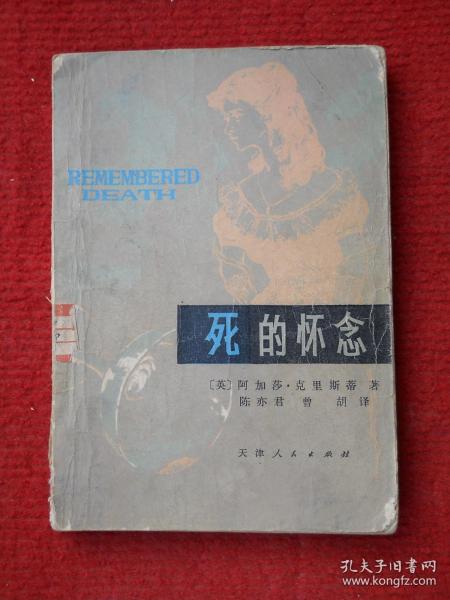 REMEMBERED
DEATH
死的怀念
〔英〕阿加莎·克里斯蒂 著
陈亦君 曾 胡 译
天津人民出版社
孔夫子旧书网
www.kongfz.com